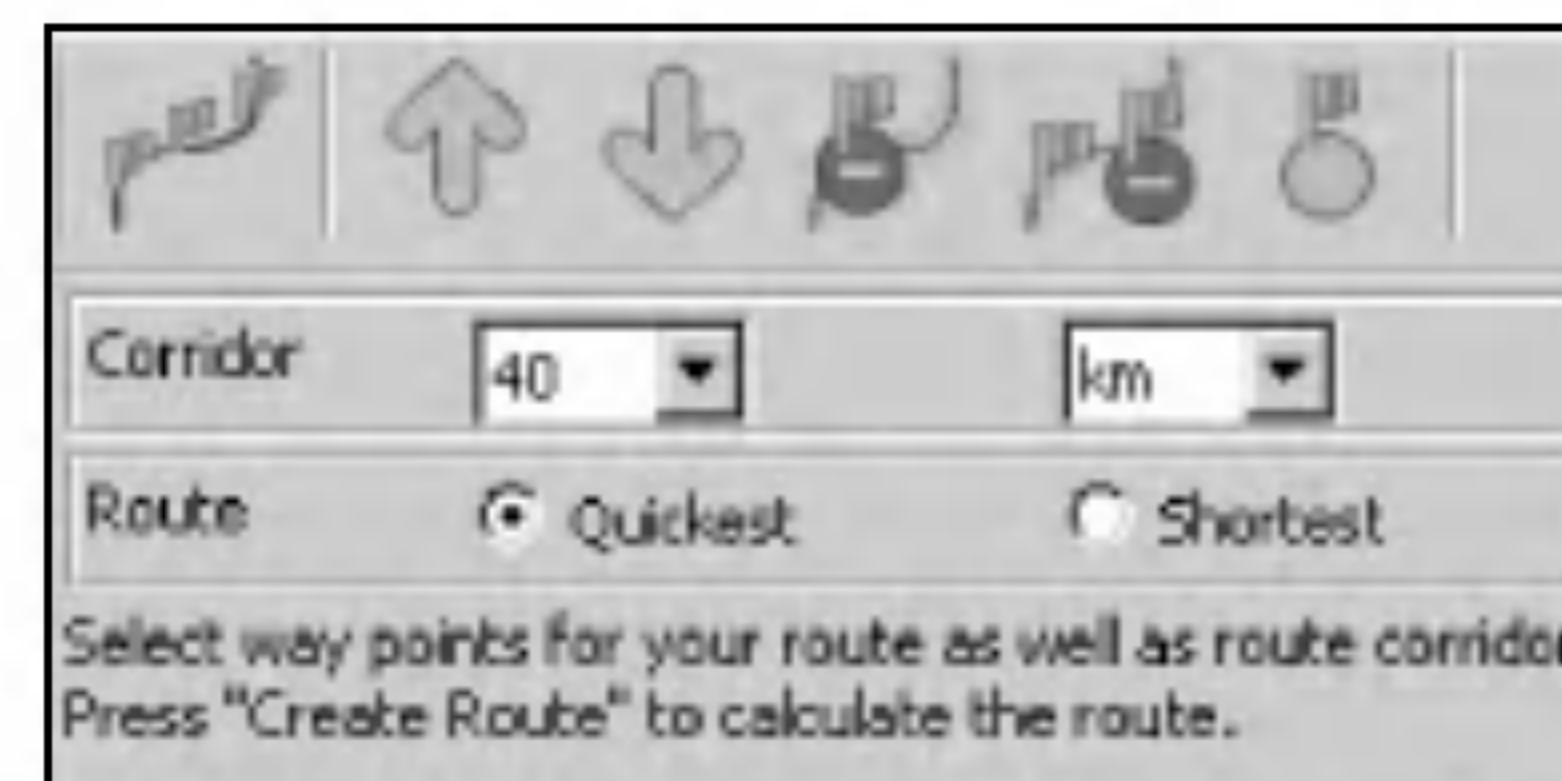 Corridor 40 km
Route Quickest Shortest
Select way points for your route as well as route corridor
Press "Create Route" to calculate the route.